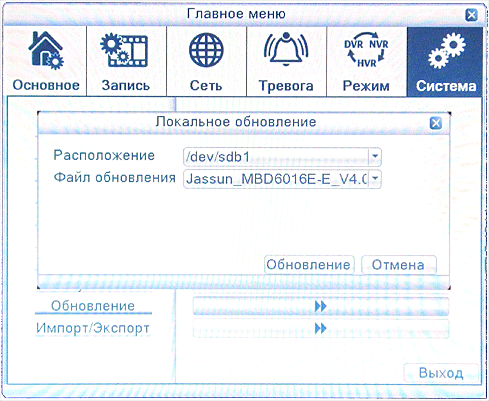 Главное меню
DVR NVR
HVR
Основное Запись Сеть Тревога Режим Система
Локальное обновление
Расположение /dev/sdb1
Файл обновления Jassun_MBD6016E-E_V4.0
Обновление Отмена
Обновление
Импорт/Экспорт
Выход